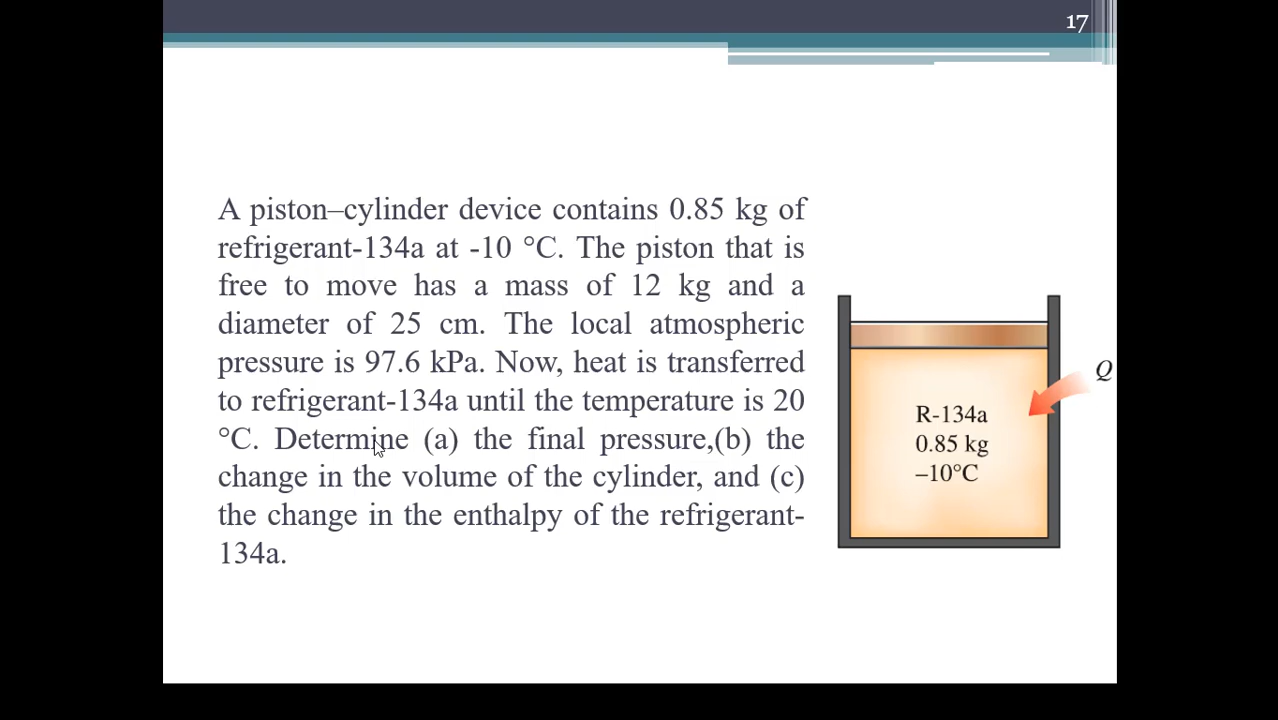 17
A piston–cylinder device contains 0.85 kg of
refrigerant-134a at -10 °C. The piston that is
free to move has a mass of 12 kg and a
diameter of 25 cm. The local atmospheric
pressure is 97.6 kPa. Now, heat is transferred
to refrigerant-134a until the temperature is 20
°C. Determine (a) the final pressure,(b) the
change in the volume of the cylinder, and (c)
the change in the enthalpy of the refrigerant-
134a.
Q
R-134a
0.85 kg
–10°C